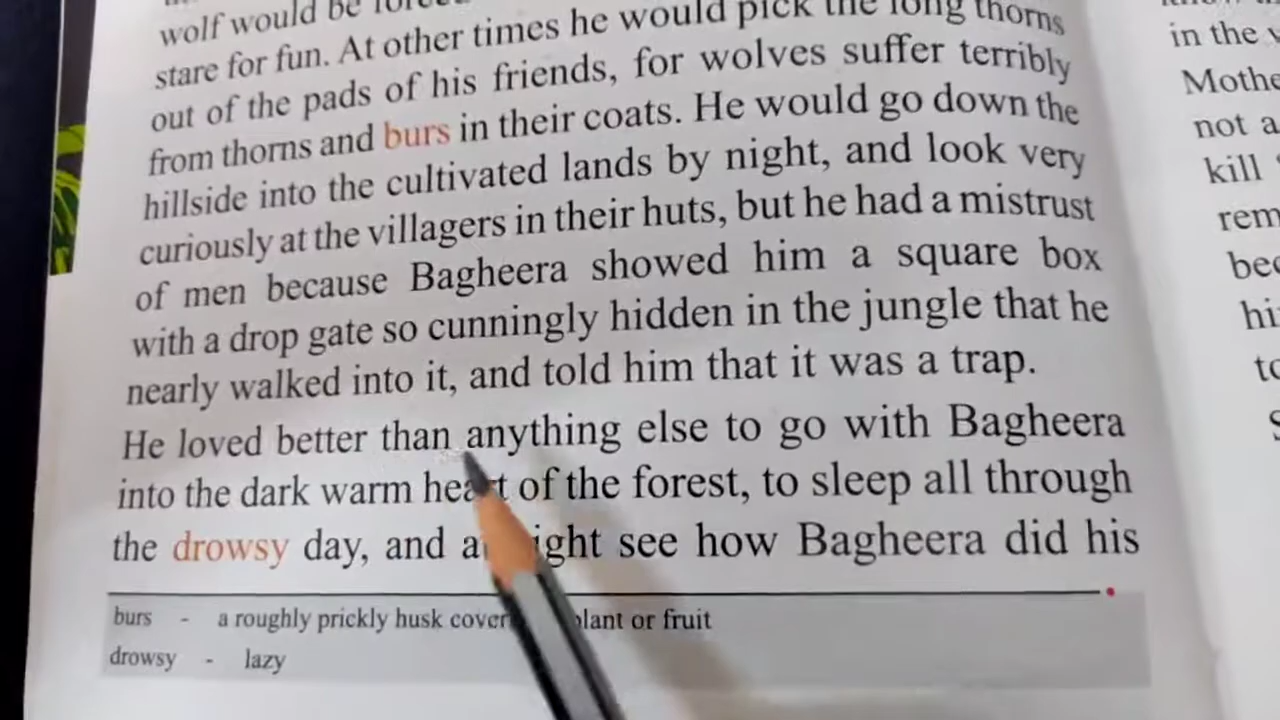 wolf would be
stare for fun. At other times he would pick the long thorns
out of the pads of his friends, for wolves suffer terribly
from thorns and burs in their coats. He would go down the
hillside into the cultivated lands by night, and look very
curiously at the villagers in their huts, but he had a mistrust
of men because Bagheera showed him a square box
with a drop gate so cunningly hidden in the jungle that he
nearly walked into it, and told him that it was a trap.
He loved better than anything else to go with Bagheera
into the dark warm heart of the forest, to sleep all through
the drowsy day, and see how Bagheera did his
burs - a roughly prickly husk plant or fruit
drowsy - lazy
in the
Mothe
not a
kill
rem
bec
hi
to
S